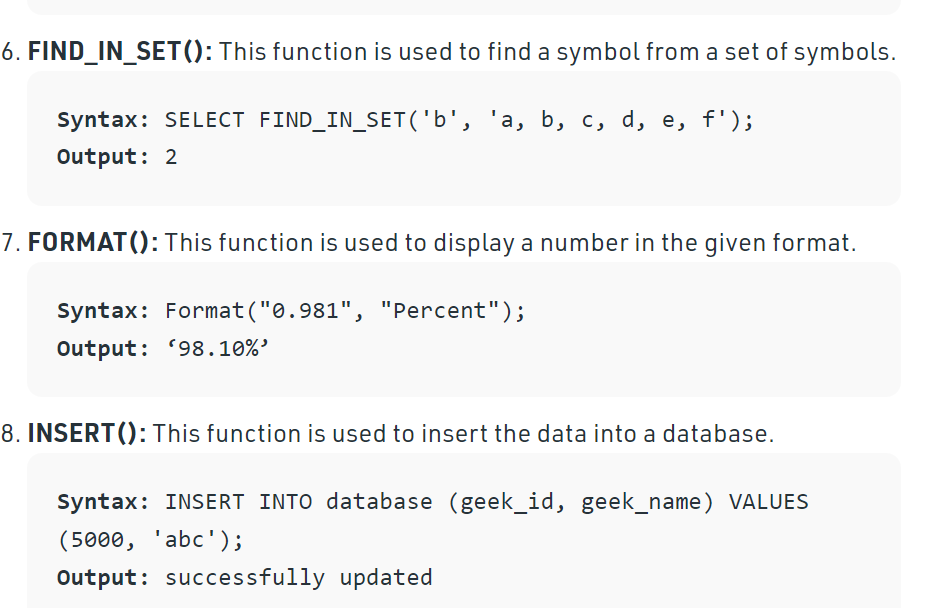 6. FIND_IN_SET(): This function is used to find a symbol from a set of symbols.
Syntax: SELECT FIND_IN_SET('b', 'a, b, c, d, e, f');
Output: 2
7. FORMAT(): This function is used to display a number in the given format.
Syntax: Format("0.981", "Percent");
Output: ‘98.10%’
8. INSERT(): This function is used to insert the data into a database.
Syntax: INSERT INTO database (geek_id, geek_name) VALUES
(5000, 'abc');
Output: successfully updated